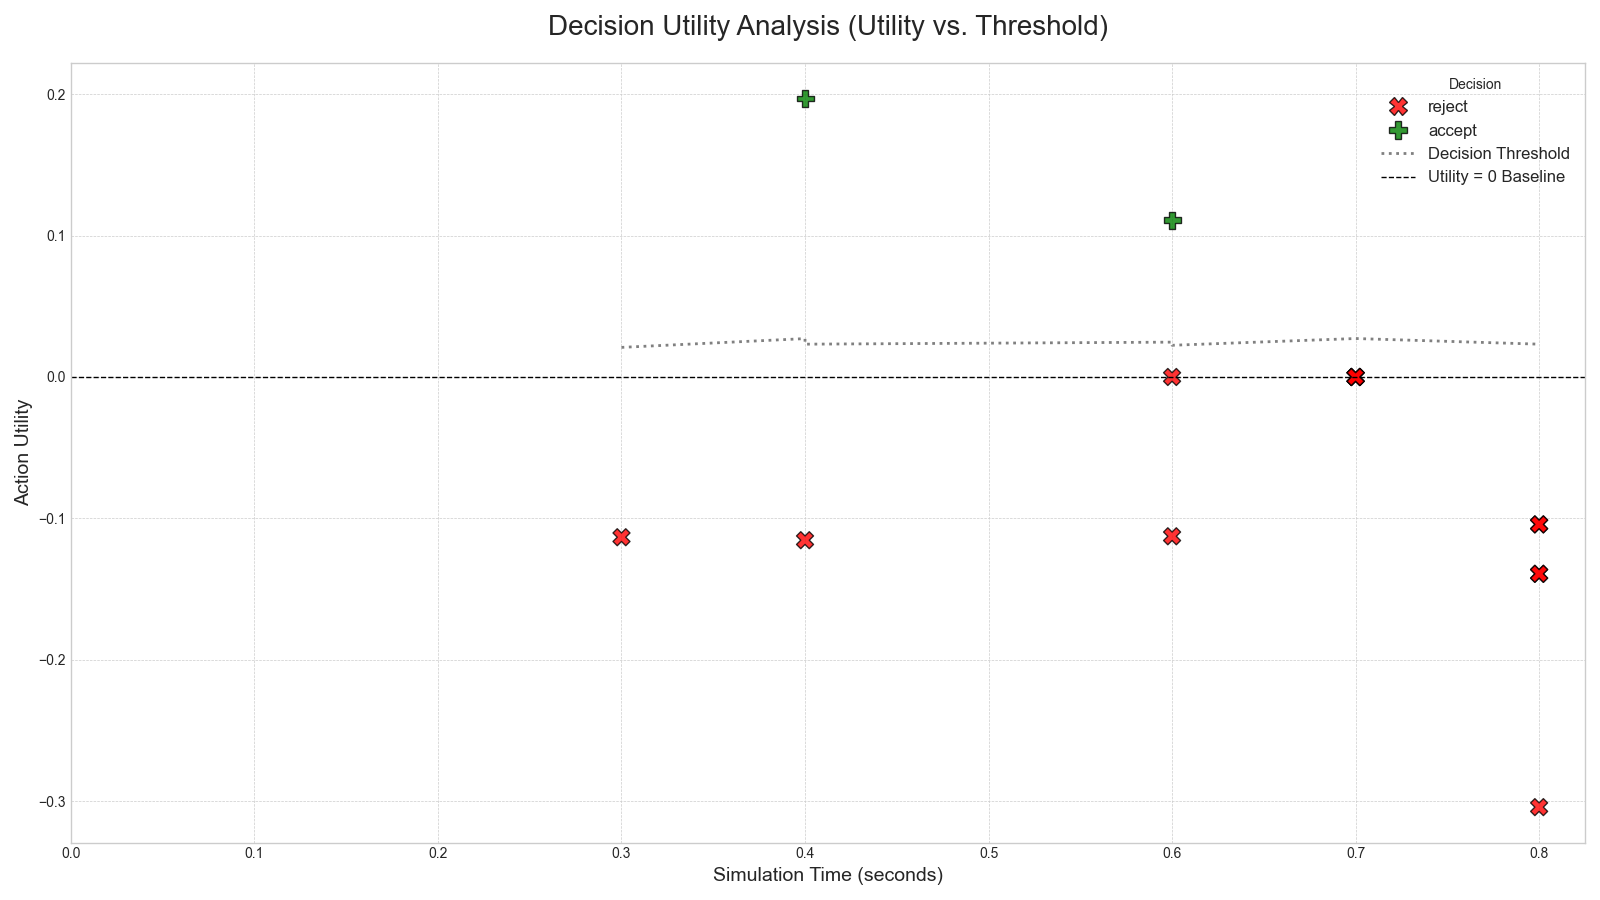 Decision Utility Analysis (Utility vs. Threshold)
Decision
reject
accept
Decision Threshold
Utility = 0 Baseline
Action Utility
0.2
0.1
0.0
−0.1
−0.2
−0.3
0.0 0.1 0.2 0.3 0.4 0.5 0.6 0.7 0.8
Simulation Time (seconds)